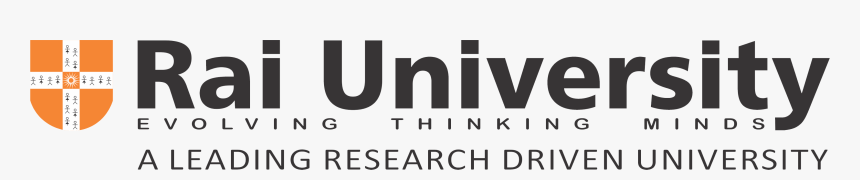 Rai University
EVOLVING THINKING MINDS
A LEADING RESEARCH DRIVEN UNIVERSITY